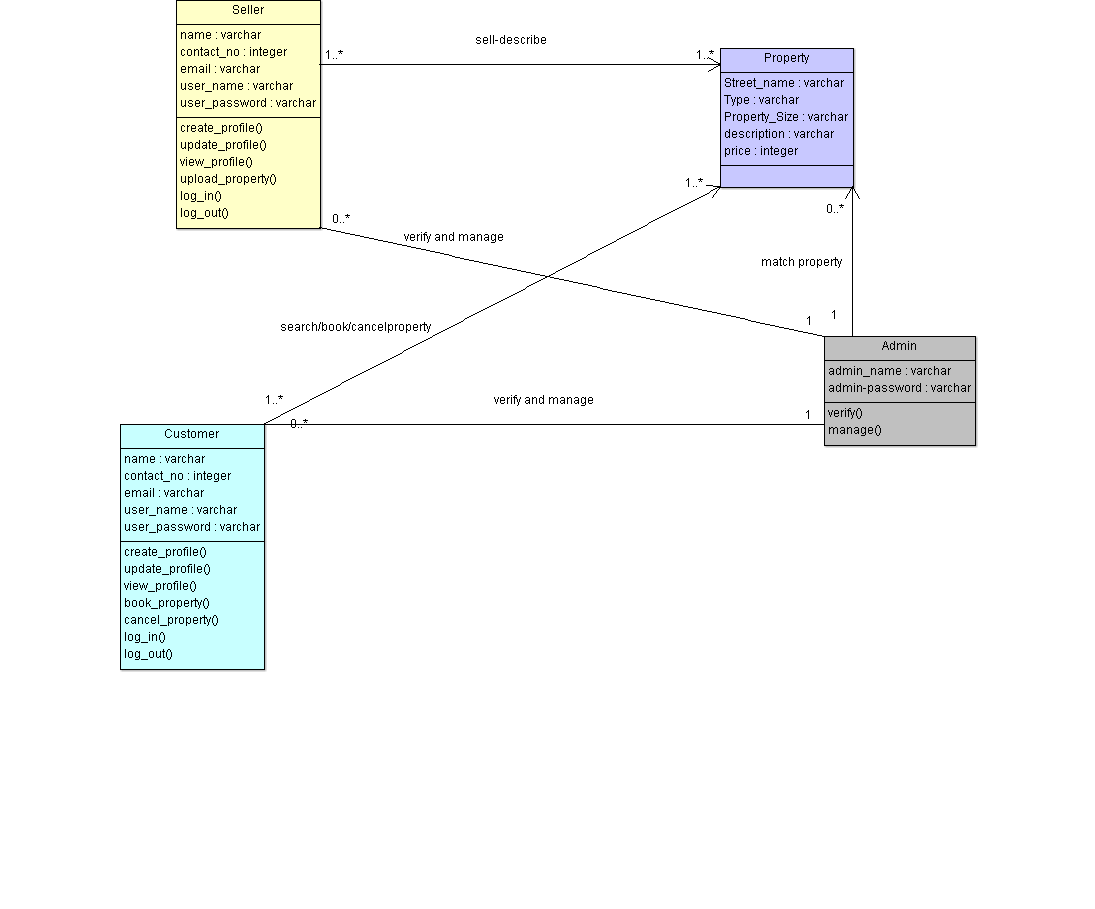 Seller
name : varchar
contact_no : integer
email : varchar
user_name : varchar
user_password : varchar
create_profile()
update_profile()
view_profile()
upload_property()
log_in()
log_out()
sell-describe
1..*
1..*
Property
Street_name : varchar
Type : varchar
Property_Size : varchar
description : varchar
price : integer
1..*
0..*
0..*
verify and manage
match property
1
1
search/book/cancelproperty
Admin
admin_name : varchar
admin-password : varchar
verify()
manage()
1..*
0..*
verify and manage
1
Customer
name : varchar
contact_no : integer
email : varchar
user_name : varchar
user_password : varchar
create_profile()
update_profile()
view_profile()
book_property()
cancel_property()
log_in()
log_out()